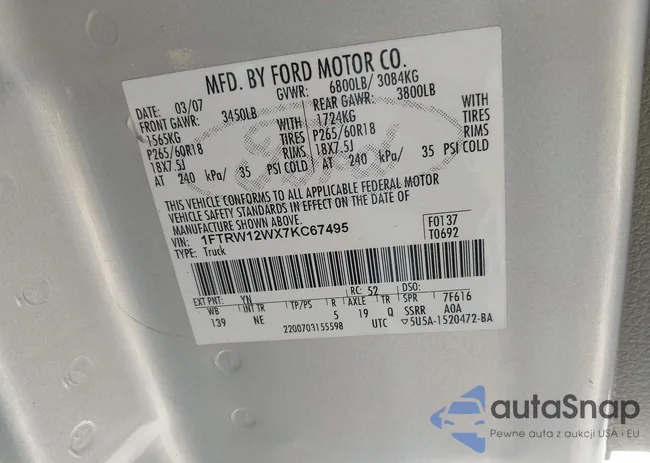 MFD. BY FORD MOTOR CO.
DATE: 03/07 GVWR: 6800LB/ 3084KG
FRONT GAWR: 3450LB REAR GAWR: 3800LB
1565KG WITH 1724KG WITH
P265/60R18 TIRES P265/60R18 TIRES
18X7.5J RIMS 18X7.5J RIMS
AT 240 kPa/ 35 PSI COLD AT 240 kPa/ 35 PSI COLD
THIS VEHICLE CONFORMS TO ALL APPLICABLE FEDERAL MOTOR
VEHICLE SAFETY STANDARDS IN EFFECT ON THE DATE OF
MANUFACTURE SHOWN ABOVE.
VIN: 1FTRW12WX7KC67495 F0137
TYPE: Truck T0692
EXT PNT: YN RC: 52 DSO:
WB INT TR TP/PS R AXLE TR SPR 7F616
139 NE 5 19 Q SSRR A0A
2200703155598 UTC ▽5U5A-1520472-BA
Ford
autaSnap
Pewne auta z aukcji USA i EU